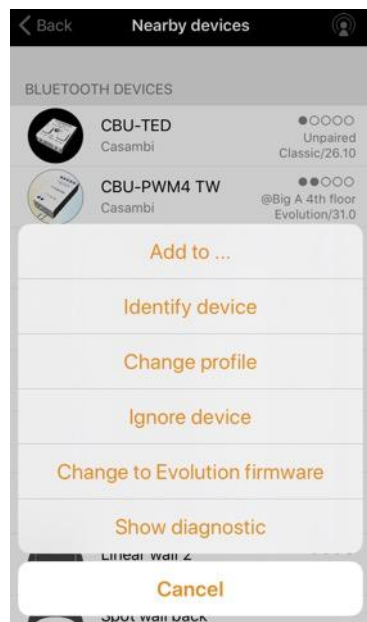 Back
Nearby devices
BLUETOOTH DEVICES
CBU-TED
Casambi
Unpaired
Classic/26.10
CBU-PWM4 TW
Casambi
@Big A 4th floor
Evolution/31.0
Add to ...
Identify device
Change profile
Ignore device
Change to Evolution firmware
Show diagnostic
Linear wall 2
Cancel
Spot wall back